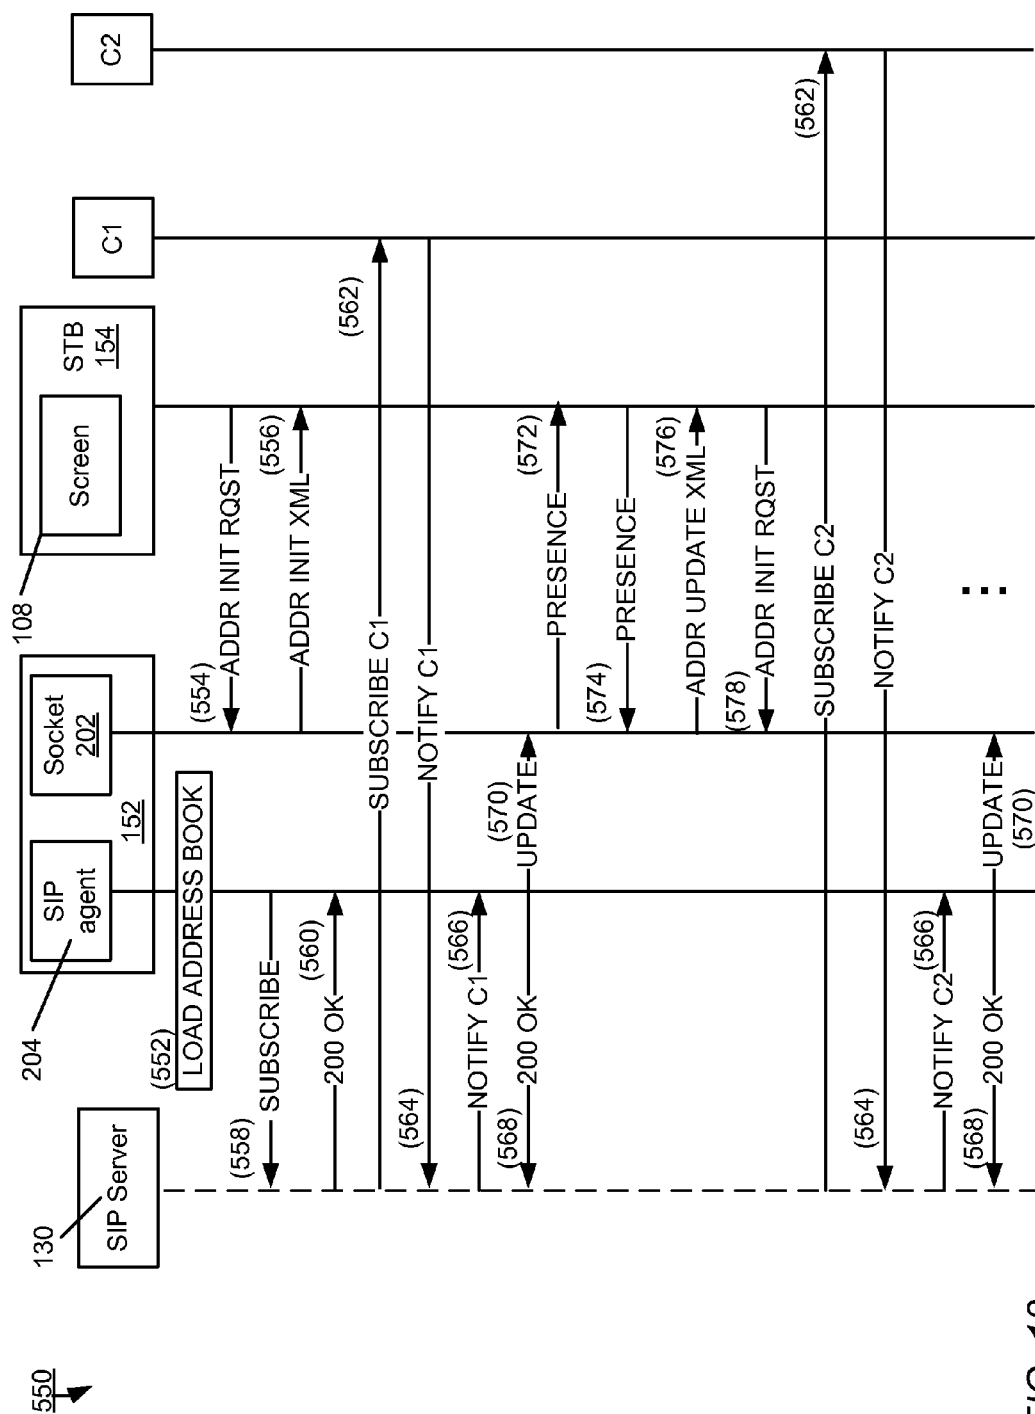 550
130
SIP Server
204
SIP
agent
Socket
202
152
108
Screen
STB
154
C1
C2
(552)
LOAD ADDRESS BOOK
(554)
ADDR INIT RQST
(556)
ADDR INIT XML
(558)
SUBSCRIBE
(560)
200 OK
(562)
SUBSCRIBE C1
(564)
NOTIFY C1
(566)
NOTIFY C1
(568)
200 OK
(570)
UPDATE
(572)
PRESENCE
(574)
PRESENCE
(576)
ADDR UPDATE XML
(578)
ADDR INIT RQST
(562)
SUBSCRIBE C2
(564)
NOTIFY C2
(566)
NOTIFY C2
(568)
200 OK
UPDATE
(570)
...